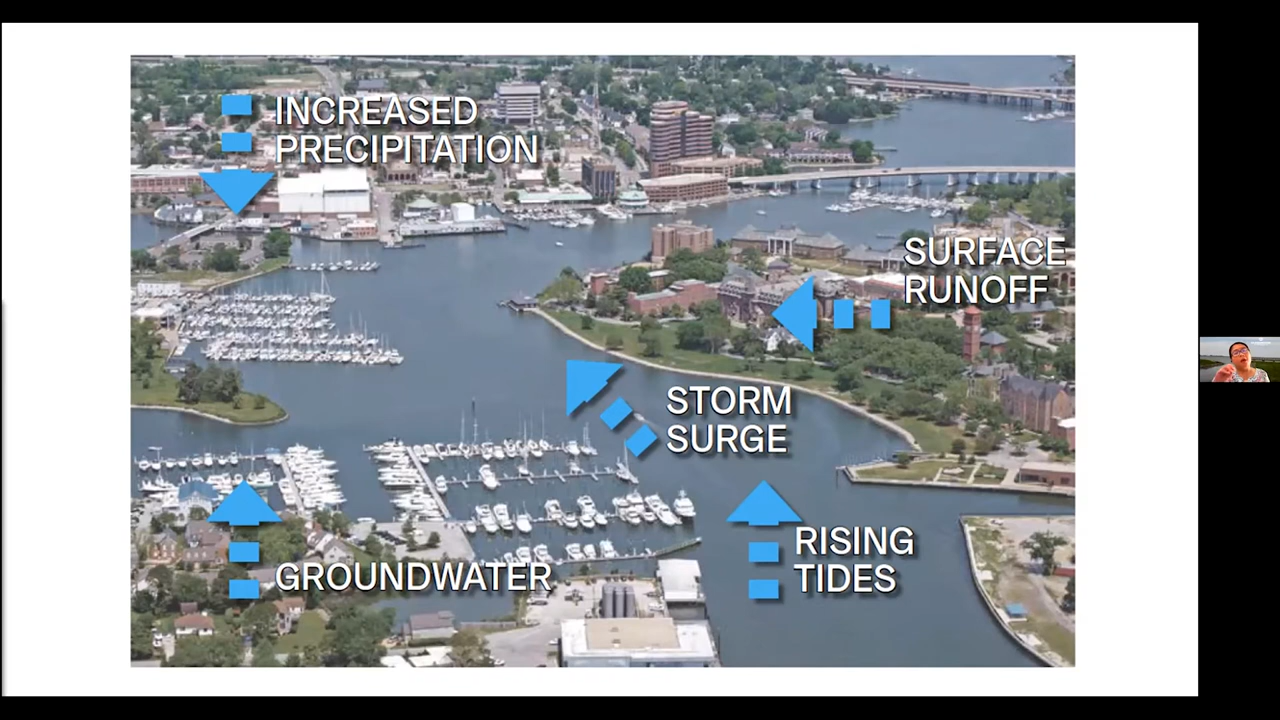 INCREASED
PRECIPITATION
SURFACE
RUNOFF
STORM
SURGE
RISING
TIDES
GROUNDWATER